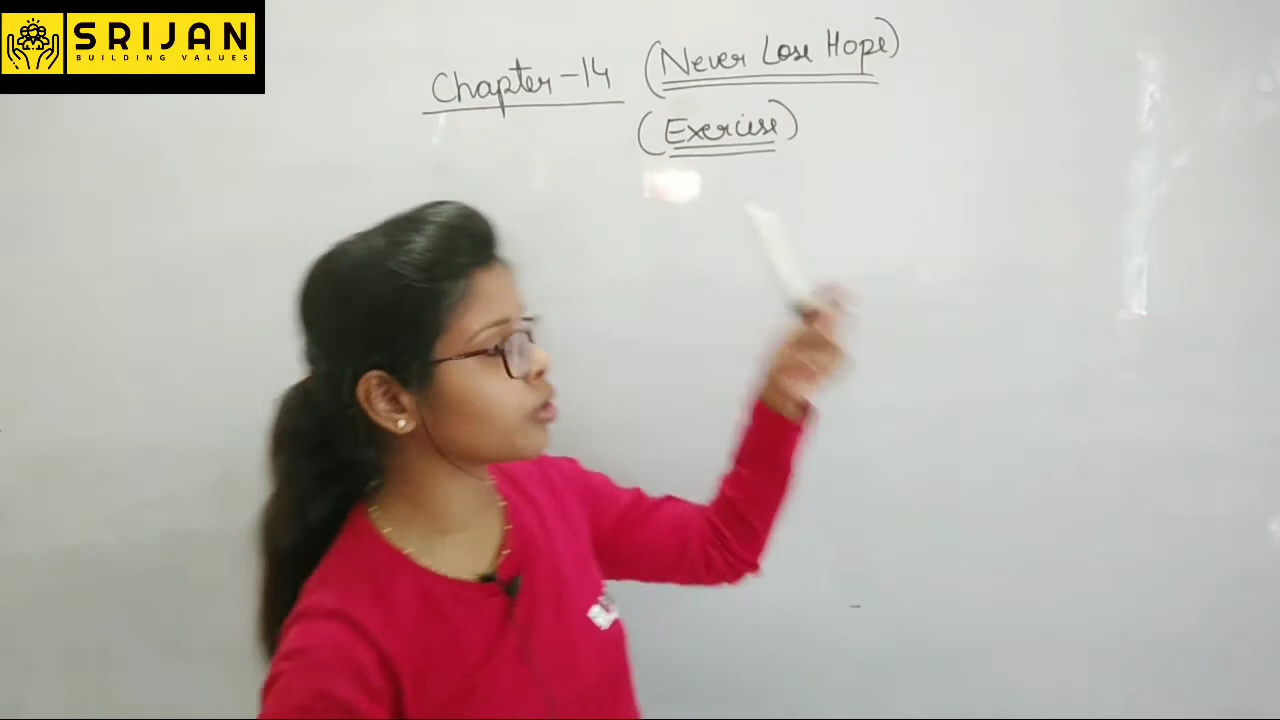 SRIJAN
BUILDING VALUES
Chapter-14 (Never Lose Hope)
(Exercise)